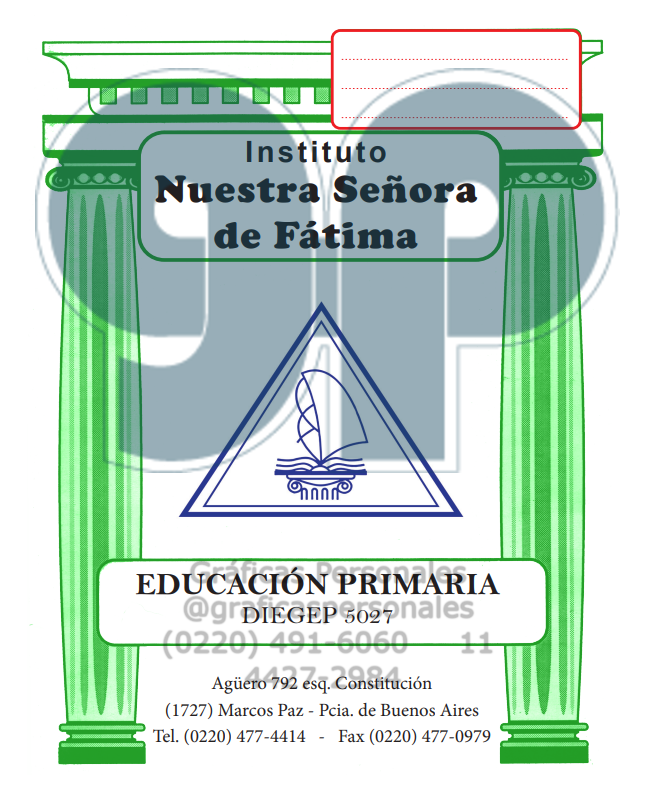 Instituto
Nuestra Señora
de Fátima
Gráficas Personales
EDUCACIÓN PRIMARIA
@graficaspersonales
DIEGEP 5027
(0220) 491-6060 11
4427-2984
Agüero 792 esq. Constitución
(1727) Marcos Paz - Pcia. de Buenos Aires
Tel. (0220) 477-4414 - Fax (0220) 477-0979